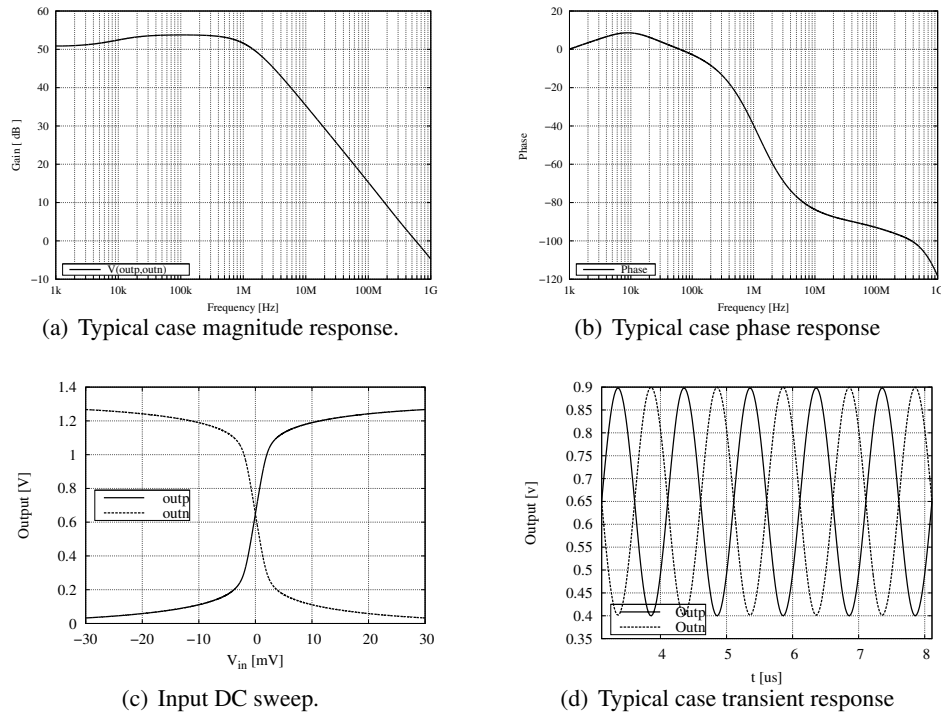 60
50
40
30
20
10
0
−10
Gain [ dB ]
V(outp,outn)
1k 10k 100k 1M 10M 100M 1G
Frequency [Hz]
(a) Typical case magnitude response.
20
0
−20
−40
−60
−80
−100
−120
Phase
Phase
1k 10k 100k 1M 10M 100M 1G
Frequency [Hz]
(b) Typical case phase response
1.4
1.2
1
0.8
0.6
0.4
0.2
0
Output [V]
outp
outn
−30 −20 −10 0 10 20 30
Vin [mV]
(c) Input DC sweep.
0.9
0.85
0.8
0.75
0.7
0.65
0.6
0.55
0.5
0.45
0.4
0.35
Output [v]
Outp
Outn
4 5 6 7 8
t [us]
(d) Typical case transient response